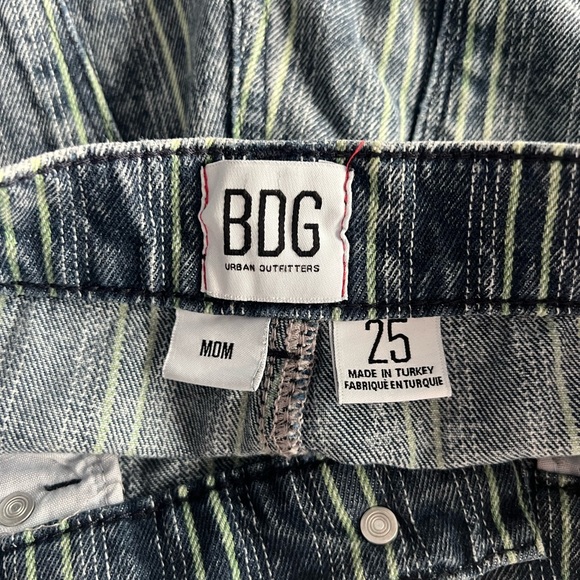 BDG
URBAN OUTFITTERS
MOM
25
MADE IN TURKEY
FABRIQUÉ EN TURQUIE